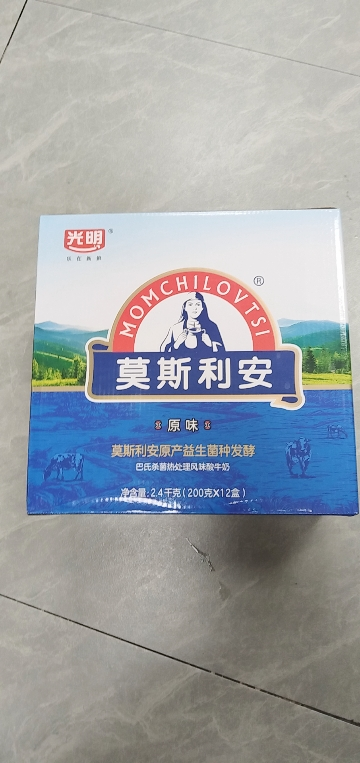 光明®
MOMCHILOVTSI®
莫斯利安
原味
莫斯利安原产益生菌种发酵
巴氏杀菌热处理风味酸牛奶
净含量:2.4千克(200克X12盒)